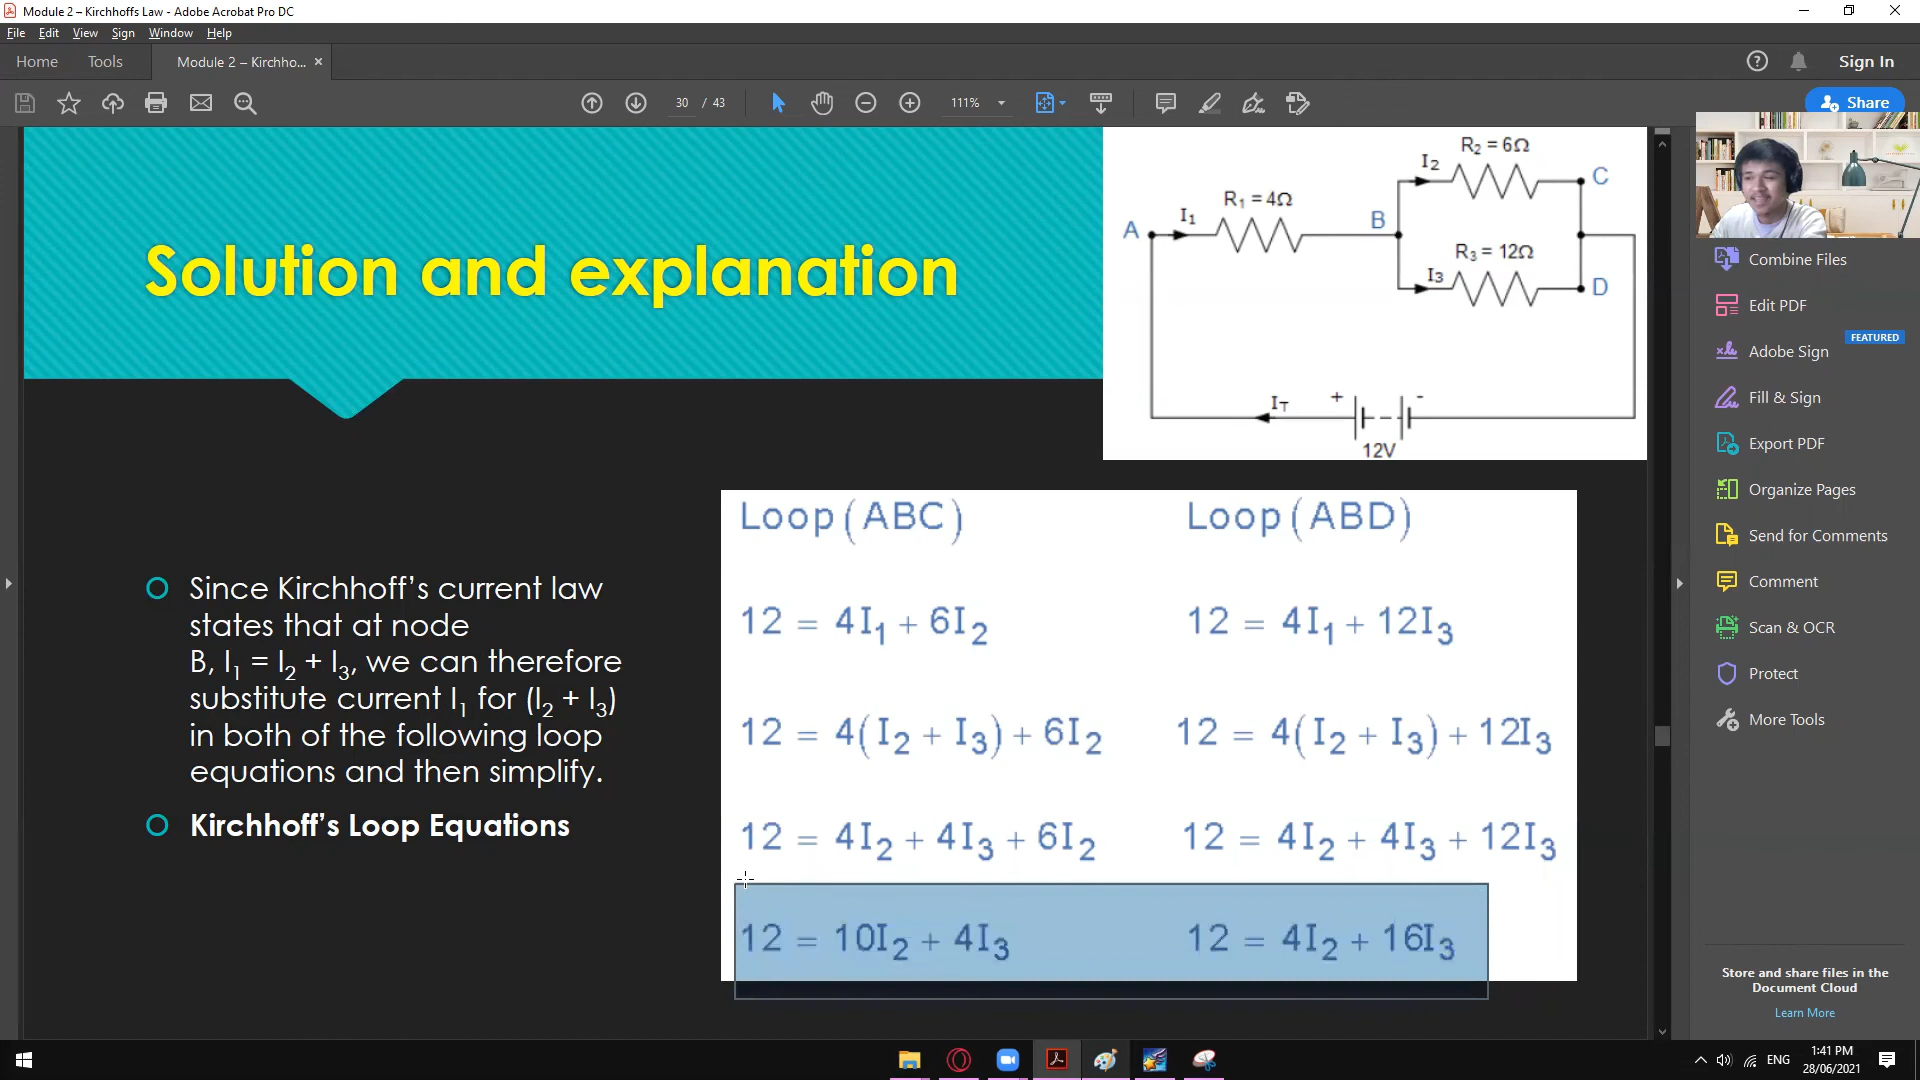 Module 2 – Kirchhoffs Law - Adobe Acrobat Pro DC
File Edit View Sign Window Help
Home Tools Module 2 – Kirchho... × Sign In
30 / 43 111% Share
Solution and explanation
R₂ = 6Ω
I₂ C
R₁ = 4Ω
A I₁ B
R₃ = 12Ω
I₃ D
I_T + -
12V
Loop (ABC) Loop (ABD)
12 = 4I₁ + 6I₂ 12 = 4I₁ + 12I₃
12 = 4(I₂ + I₃) + 6I₂ 12 = 4(I₂ + I₃) + 12I₃
12 = 4I₂ + 4I₃ + 6I₂ 12 = 4I₂ + 4I₃ + 12I₃
12 = 10I₂ + 4I₃ 12 = 4I₂ + 16I₃
Since Kirchhoff’s current law
states that at node
B, I₁ = I₂ + I₃, we can therefore
substitute current I₁ for (I₂ + I₃)
in both of the following loop
equations and then simplify.
Kirchhoff’s Loop Equations
Combine Files
Edit PDF
FEATURED
Adobe Sign
Fill & Sign
Export PDF
Organize Pages
Send for Comments
Comment
Scan & OCR
Protect
More Tools
Store and share files in the
Document Cloud
Learn More
ENG 1:41 PM
28/06/2021